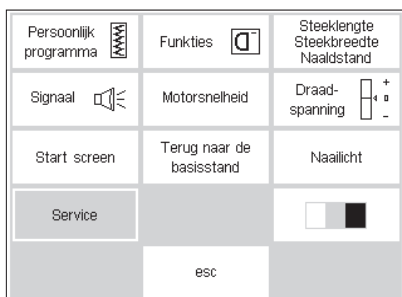 Persoonlijk
programma
Funkties
Steeklengte
Steekbreedte
Naaldstand
Signaal
Motorsnelheid
Draad-
spanning
+
-
Start screen
Terug naar de
basisstand
Naailicht
Service
esc